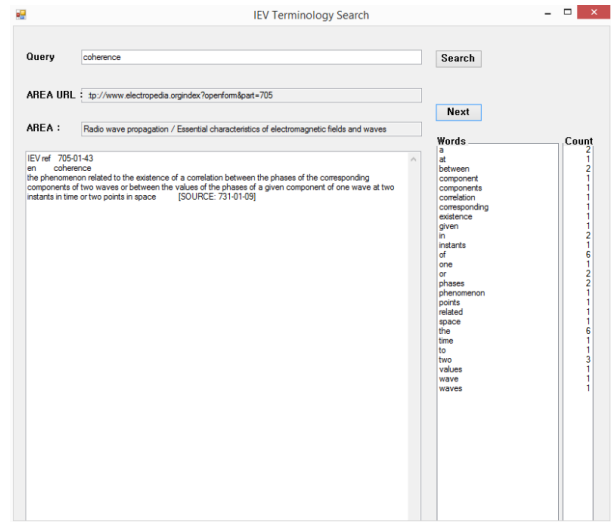 IEV Terminology Search
Query
coherence
Search
AREA URL :
:tp://www.electropedia.orgindex?openform&part=705
Next
AREA :
Radio wave propagation / Essential characteristics of electromagnetic fields and waves
Words Count
IEV ref 705-01-43
en coherence
the phenomenon related to the existence of a correlation between the phases of the corresponding
components of two waves or between the values of the phases of a given component of one wave at two
instants in time or two points in space [SOURCE: 731-01-09]
a 2
at 1
between 2
component 1
components 1
correlation 1
corresponding 1
existence 1
given 1
in 2
instants 1
of 6
one 1
or 2
phases 2
phenomenon 1
points 1
related 1
space 1
the 6
time 1
to 1
two 3
values 1
wave 1
waves 1